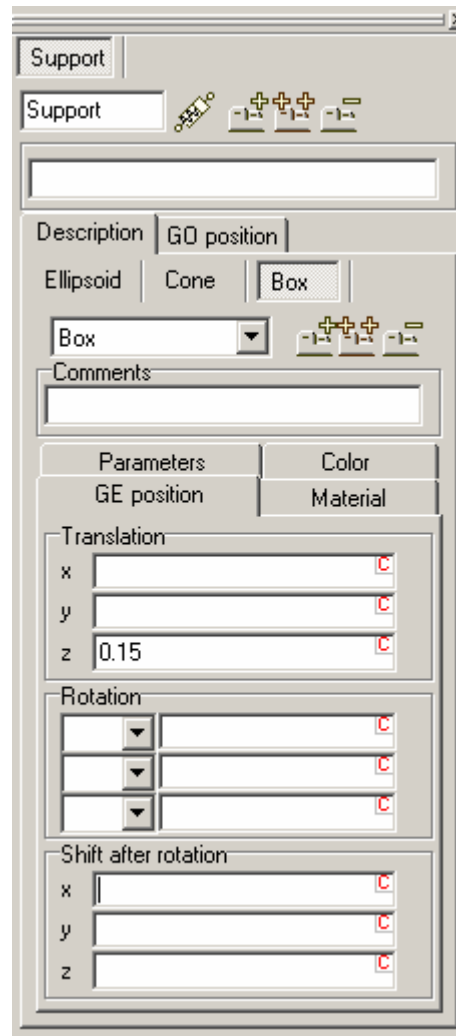 Support
Support
Description GO position
Ellipsoid Cone Box
Box
Comments
Parameters Color
GE position Material
Translation
x C
y C
z 0.15 C
Rotation
C
C
C
Shift after rotation
x C
y C
z C